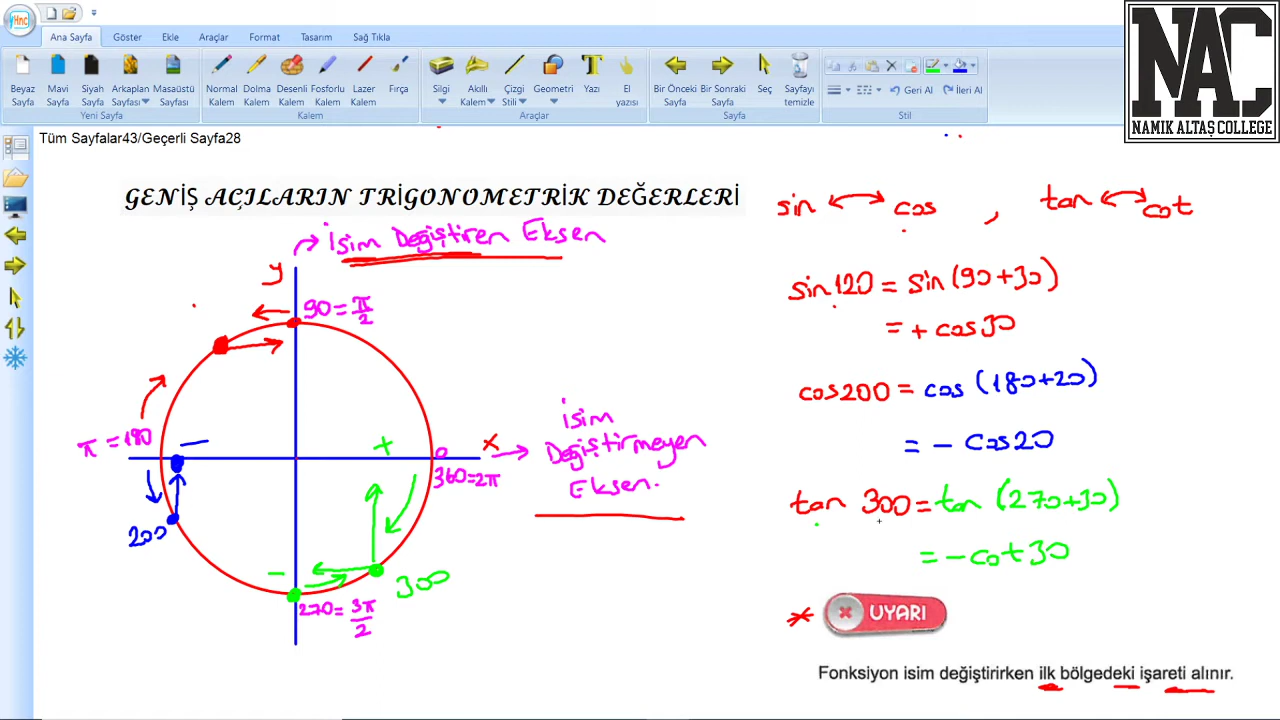 Ana Sayfa Göster Ekle Araçlar Format Tasarım Sağ Tıkla
Beyaz Sayfa Mavi Sayfa Siyah Sayfa Arkaplan Sayfası Masaüstü Sayfası
Normal Kalem Dolma Kalem Desenli Kalem Fosforlu Kalem Lazer Kalem Fırça
Silgi Akıllı Kalem Çizgi Stili Geometri Yazı El yazısı
Bir Önceki Sayfa Bir Sonraki Sayfa Seç Sayfayı temizle
Geri Al İleri Al
Yeni Sayfa Kalem Araçlar Sayfa Stil
NAC
NAMIK ALTAŞ COLLEGE
Tüm Sayfalar43/Geçerli Sayfa28
GENİŞ AÇILARIN TRİGONOMETRİK DEĞERLERİ
İsim Değiştiren Eksen
y
90 = π/2
π = 180
−
+
x
0
360 = 2π
İsim
Değiştirmeyen
Eksen.
200
−
300
270 = 3π/2
sin ↔ cos , tan ↔ cot
sin 120 = sin (90+30)
= + cos 30
cos 200 = cos (180+20)
= − cos 20
tan 300 = tan (270+30)
= − cot 30
* UYARI
Fonksiyon isim değiştirirken ilk bölgedeki işareti alınır.